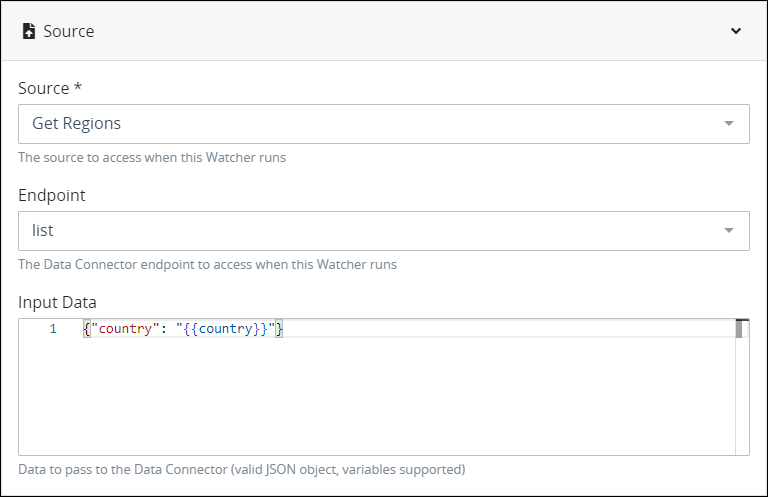 Source
Source *
Get Regions
The source to access when this Watcher runs
Endpoint
list
The Data Connector endpoint to access when this Watcher runs
Input Data
1 {"country": "{{country}}"}
Data to pass to the Data Connector (valid JSON object, variables supported)